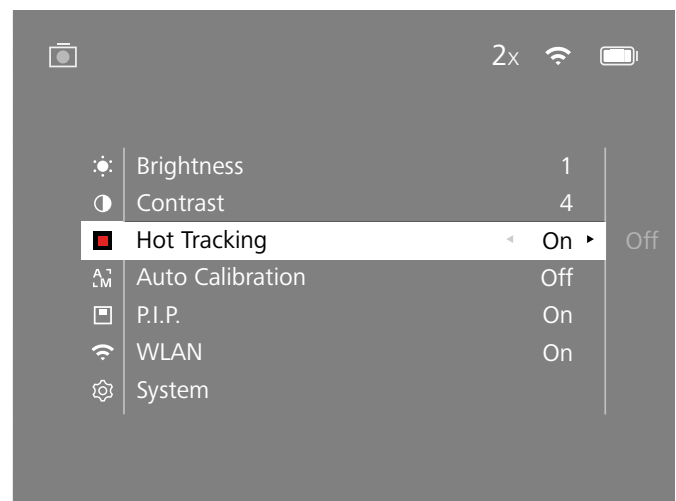 2x
Brightness 1
Contrast 4
Hot Tracking On Off
Auto Calibration Off
P.I.P. On
WLAN On
System